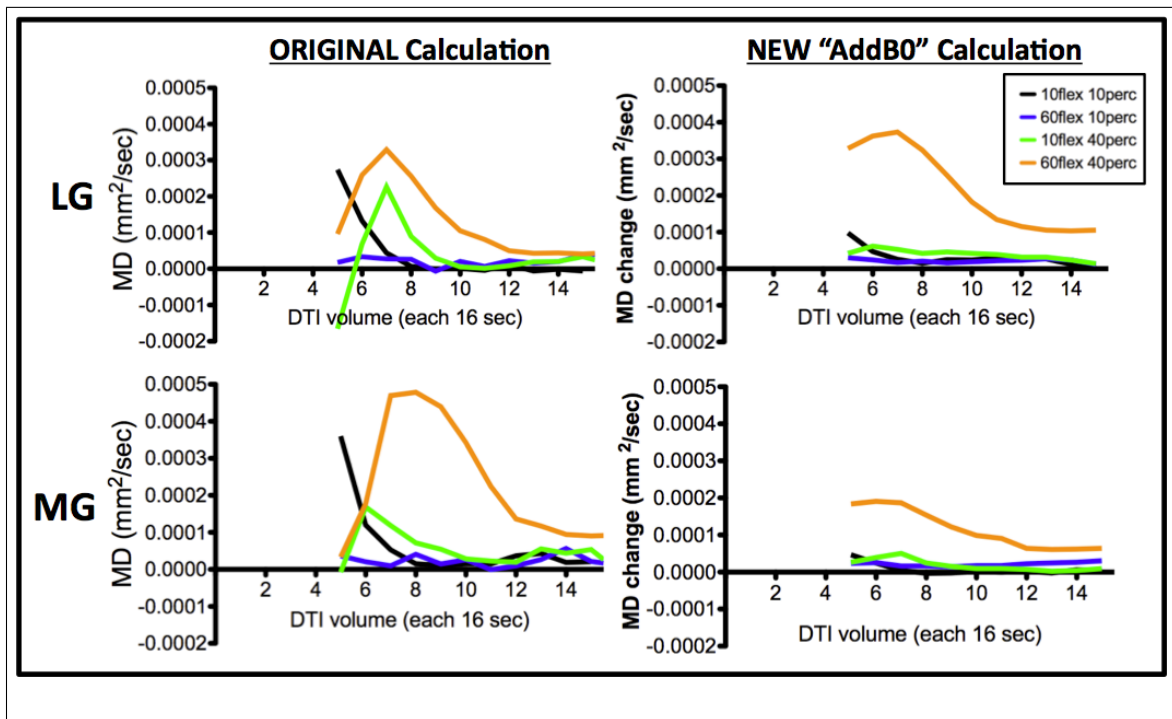 ORIGINAL Calculation
NEW “AddB0” Calculation
LG
MD (mm2/sec)
0.0005
0.0004
0.0003
0.0002
0.0001
0.0000
-0.0001
-0.0002
2 4 6 8 10 12 14
DTI volume (each 16 sec)
MD change (mm 2/sec)
0.0005
0.0004
0.0003
0.0002
0.0001
0.0000
-0.0001
-0.0002
2 4 6 8 10 12 14
DTI volume (each 16 sec)
10flex 10perc
60flex 10perc
10flex 40perc
60flex 40perc
MG
MD (mm2/sec)
0.0005
0.0004
0.0003
0.0002
0.0001
0.0000
-0.0001
-0.0002
2 4 6 8 10 12 14
DTI volume (each 16 sec)
MD change (mm 2/sec)
0.0005
0.0004
0.0003
0.0002
0.0001
0.0000
-0.0001
-0.0002
2 4 6 8 10 12 14
DTI volume (each 16 sec)